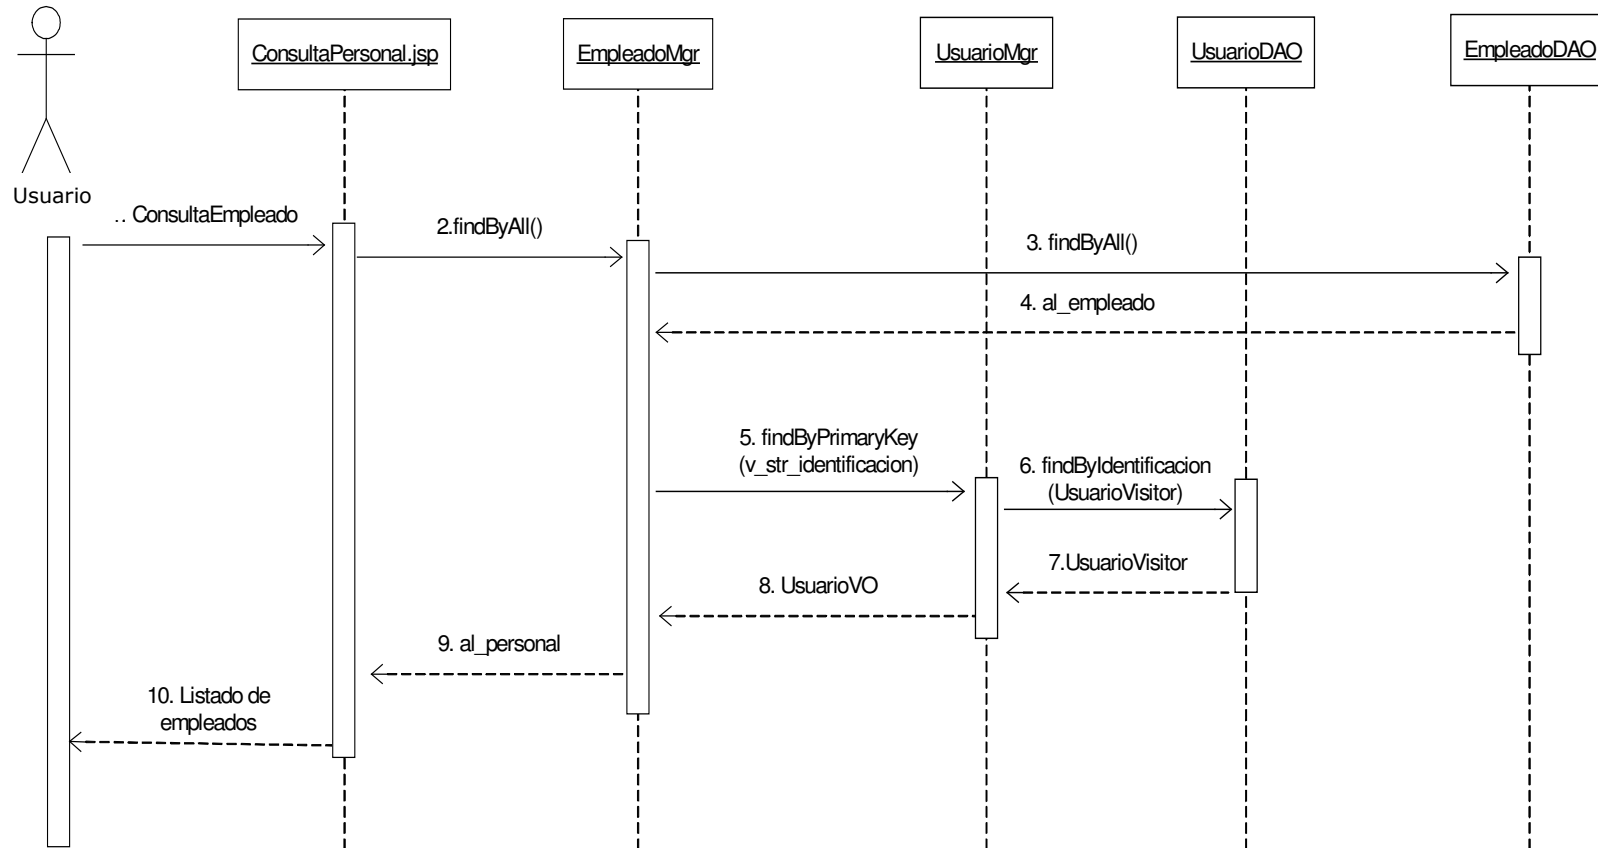 ConsultaPersonal.jsp
EmpleadoMgr
UsuarioMgr
UsuarioDAO
EmpleadoDAO
Usuario
.. ConsultaEmpleado
2.findByAll()
3. findByAll()
4. al_empleado
5. findByPrimaryKey
(v_str_identificacion)
6. findByIdentificacion
(UsuarioVisitor)
7.UsuarioVisitor
8. UsuarioVO
9. al_personal
10. Listado de
empleados